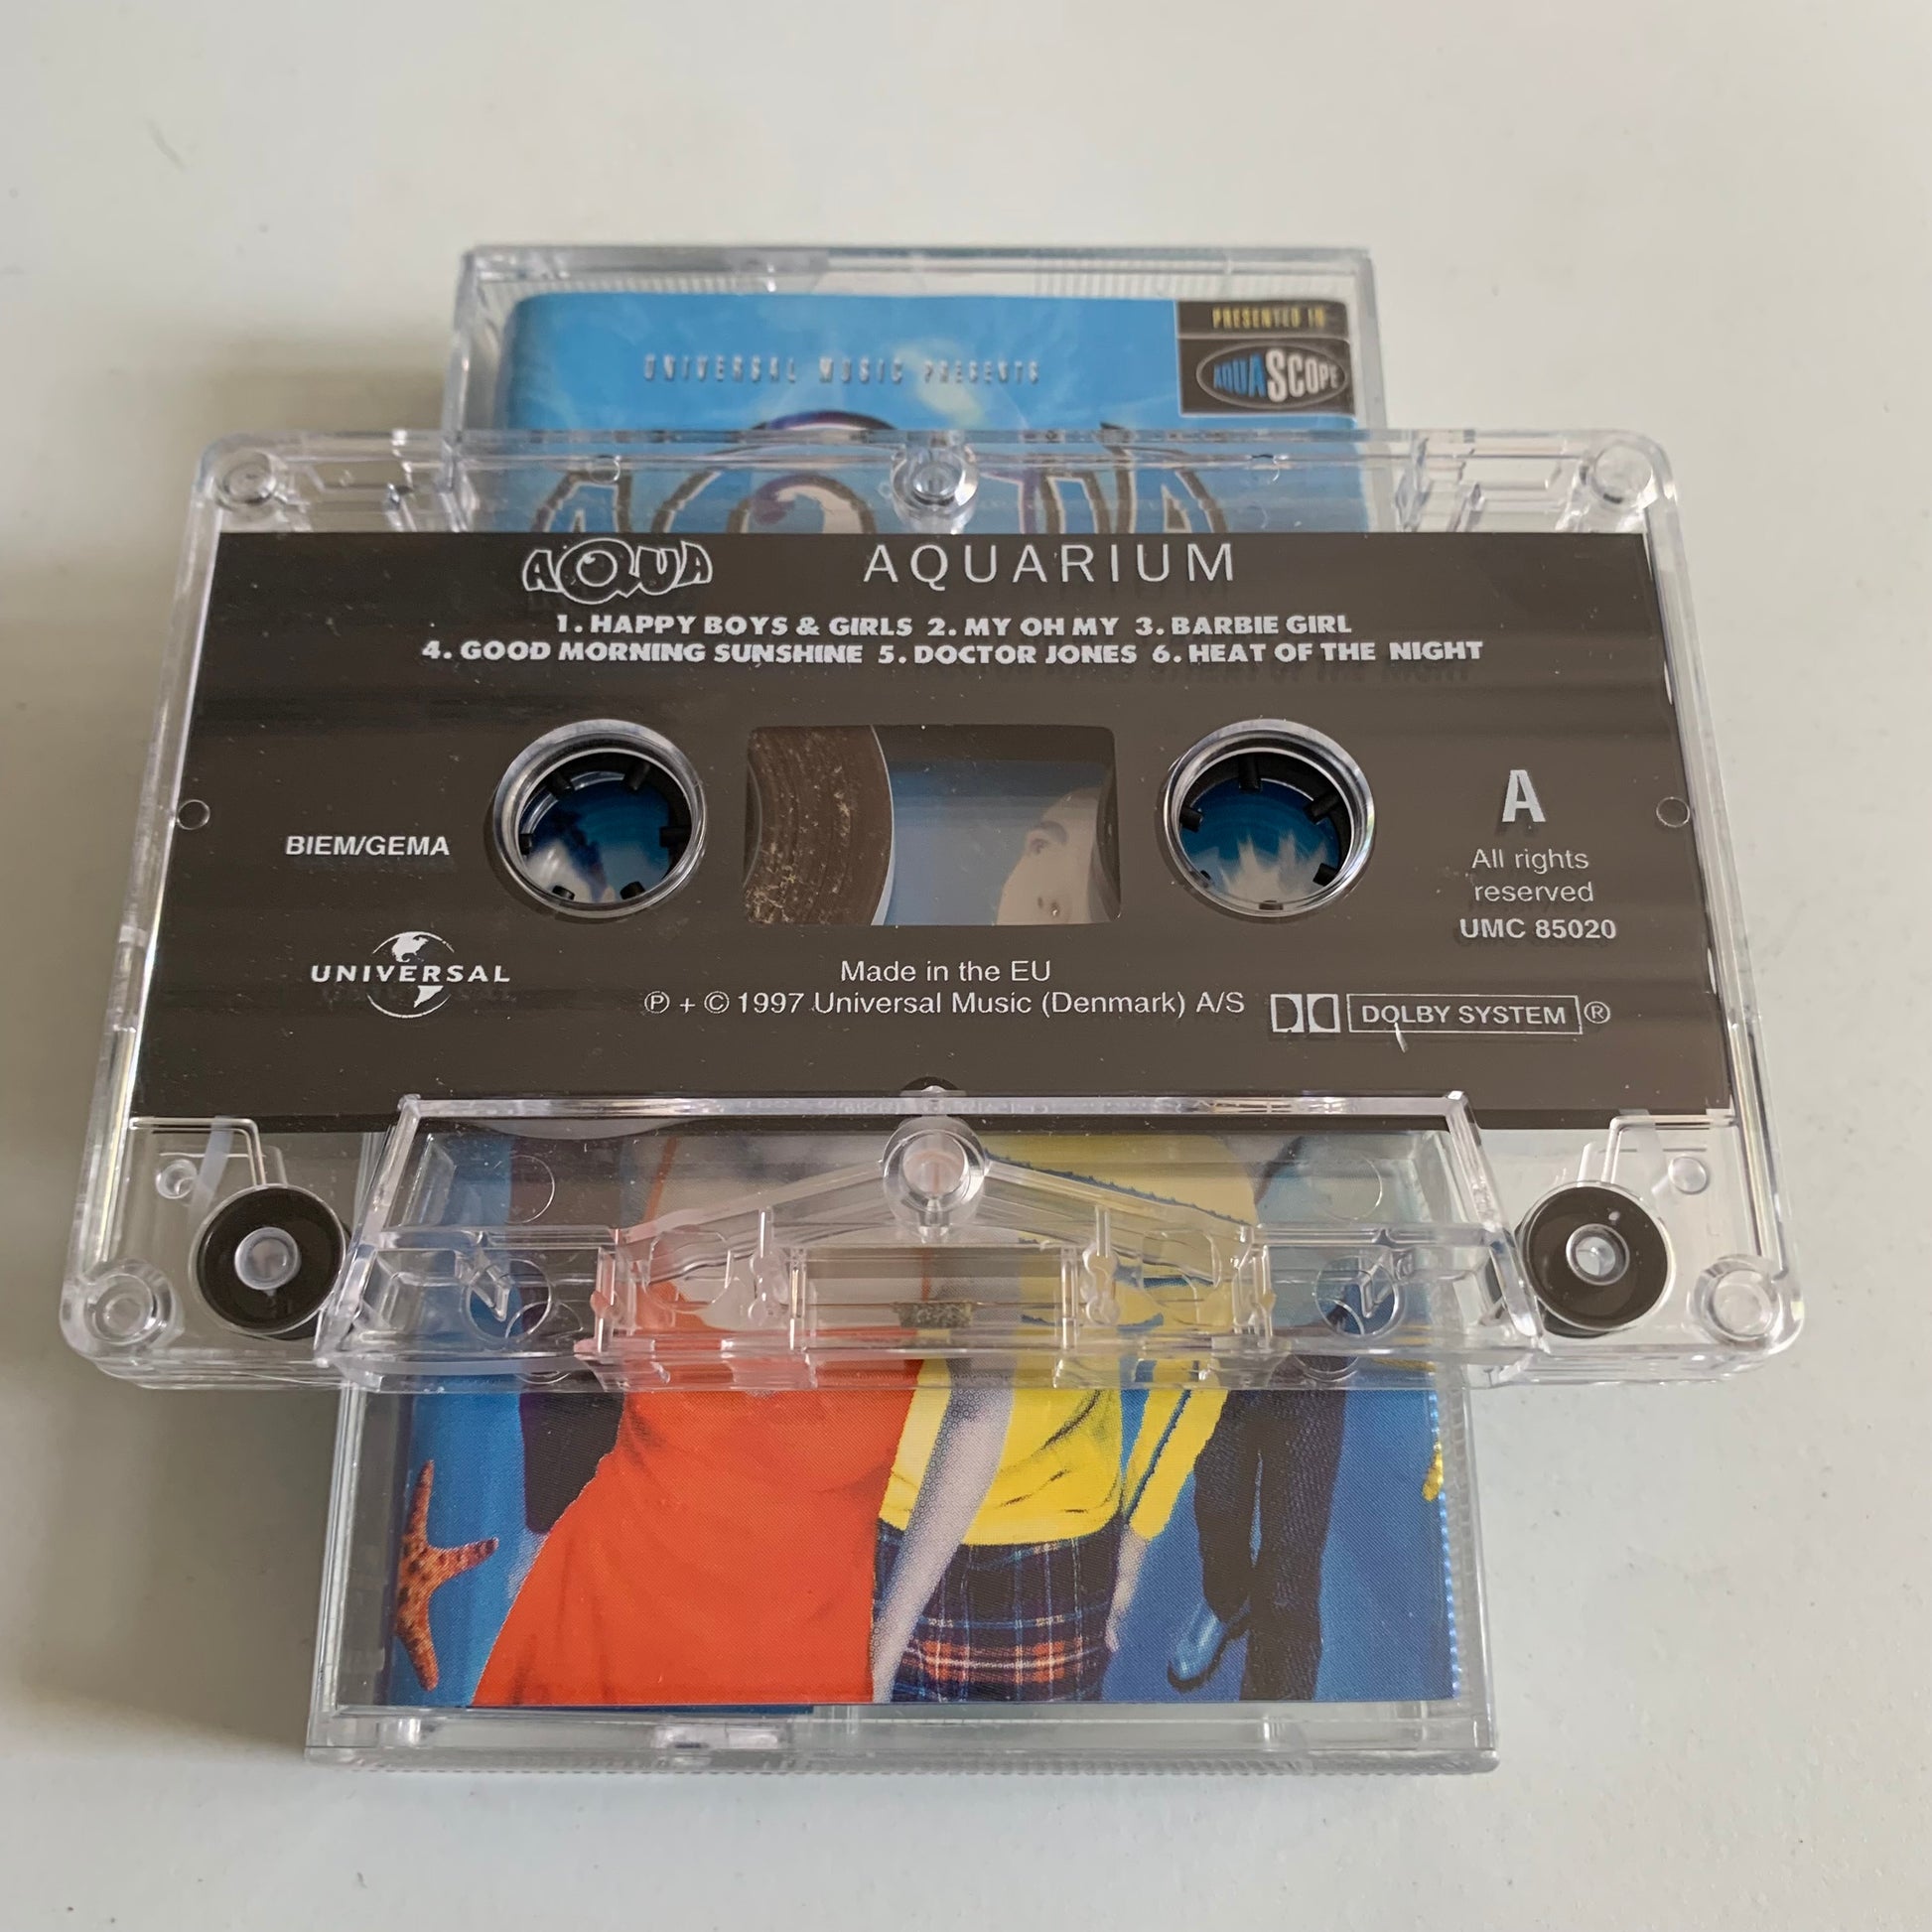 UNIVERSAL MUSIC PRESENTS
PRESENTED IN
AQUASCOPE
AQUA
AQUA AQUARIUM
1. HAPPY BOYS & GIRLS 2. MY OH MY 3. BARBIE GIRL
4. GOOD MORNING SUNSHINE 5. DOCTOR JONES 6. HEAT OF THE NIGHT
BIEM/GEMA
A
All rights
reserved
UMC 85020
UNIVERSAL
Made in the EU
℗ + © 1997 Universal Music (Denmark) A/S
DOLBY SYSTEM®